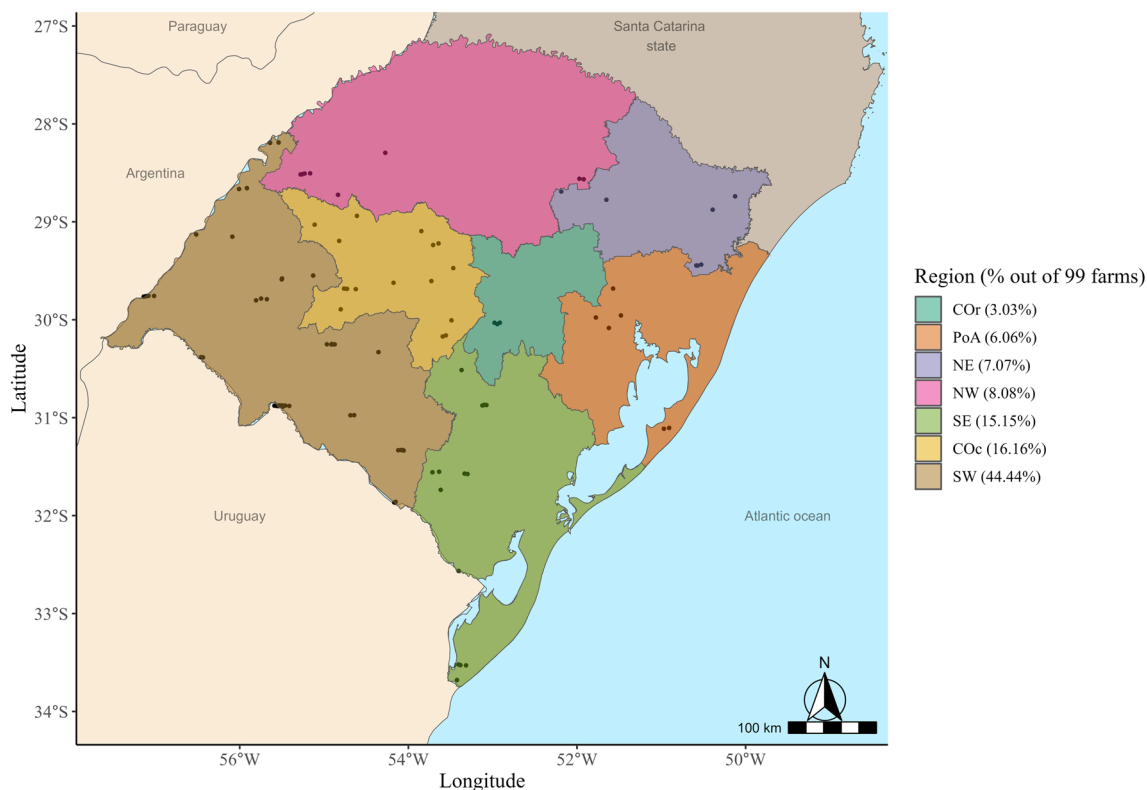 27°S
28°S
29°S
30°S
31°S
32°S
33°S
34°S
Latitude
Paraguay
Santa Catarina
state
Argentina
Uruguay
Atlantic ocean
N
100 km
56°W
54°W
52°W
50°W
Longitude
Region (% out of 99 farms)
COr (3.03%)
PoA (6.06%)
NE (7.07%)
NW (8.08%)
SE (15.15%)
COc (16.16%)
SW (44.44%)